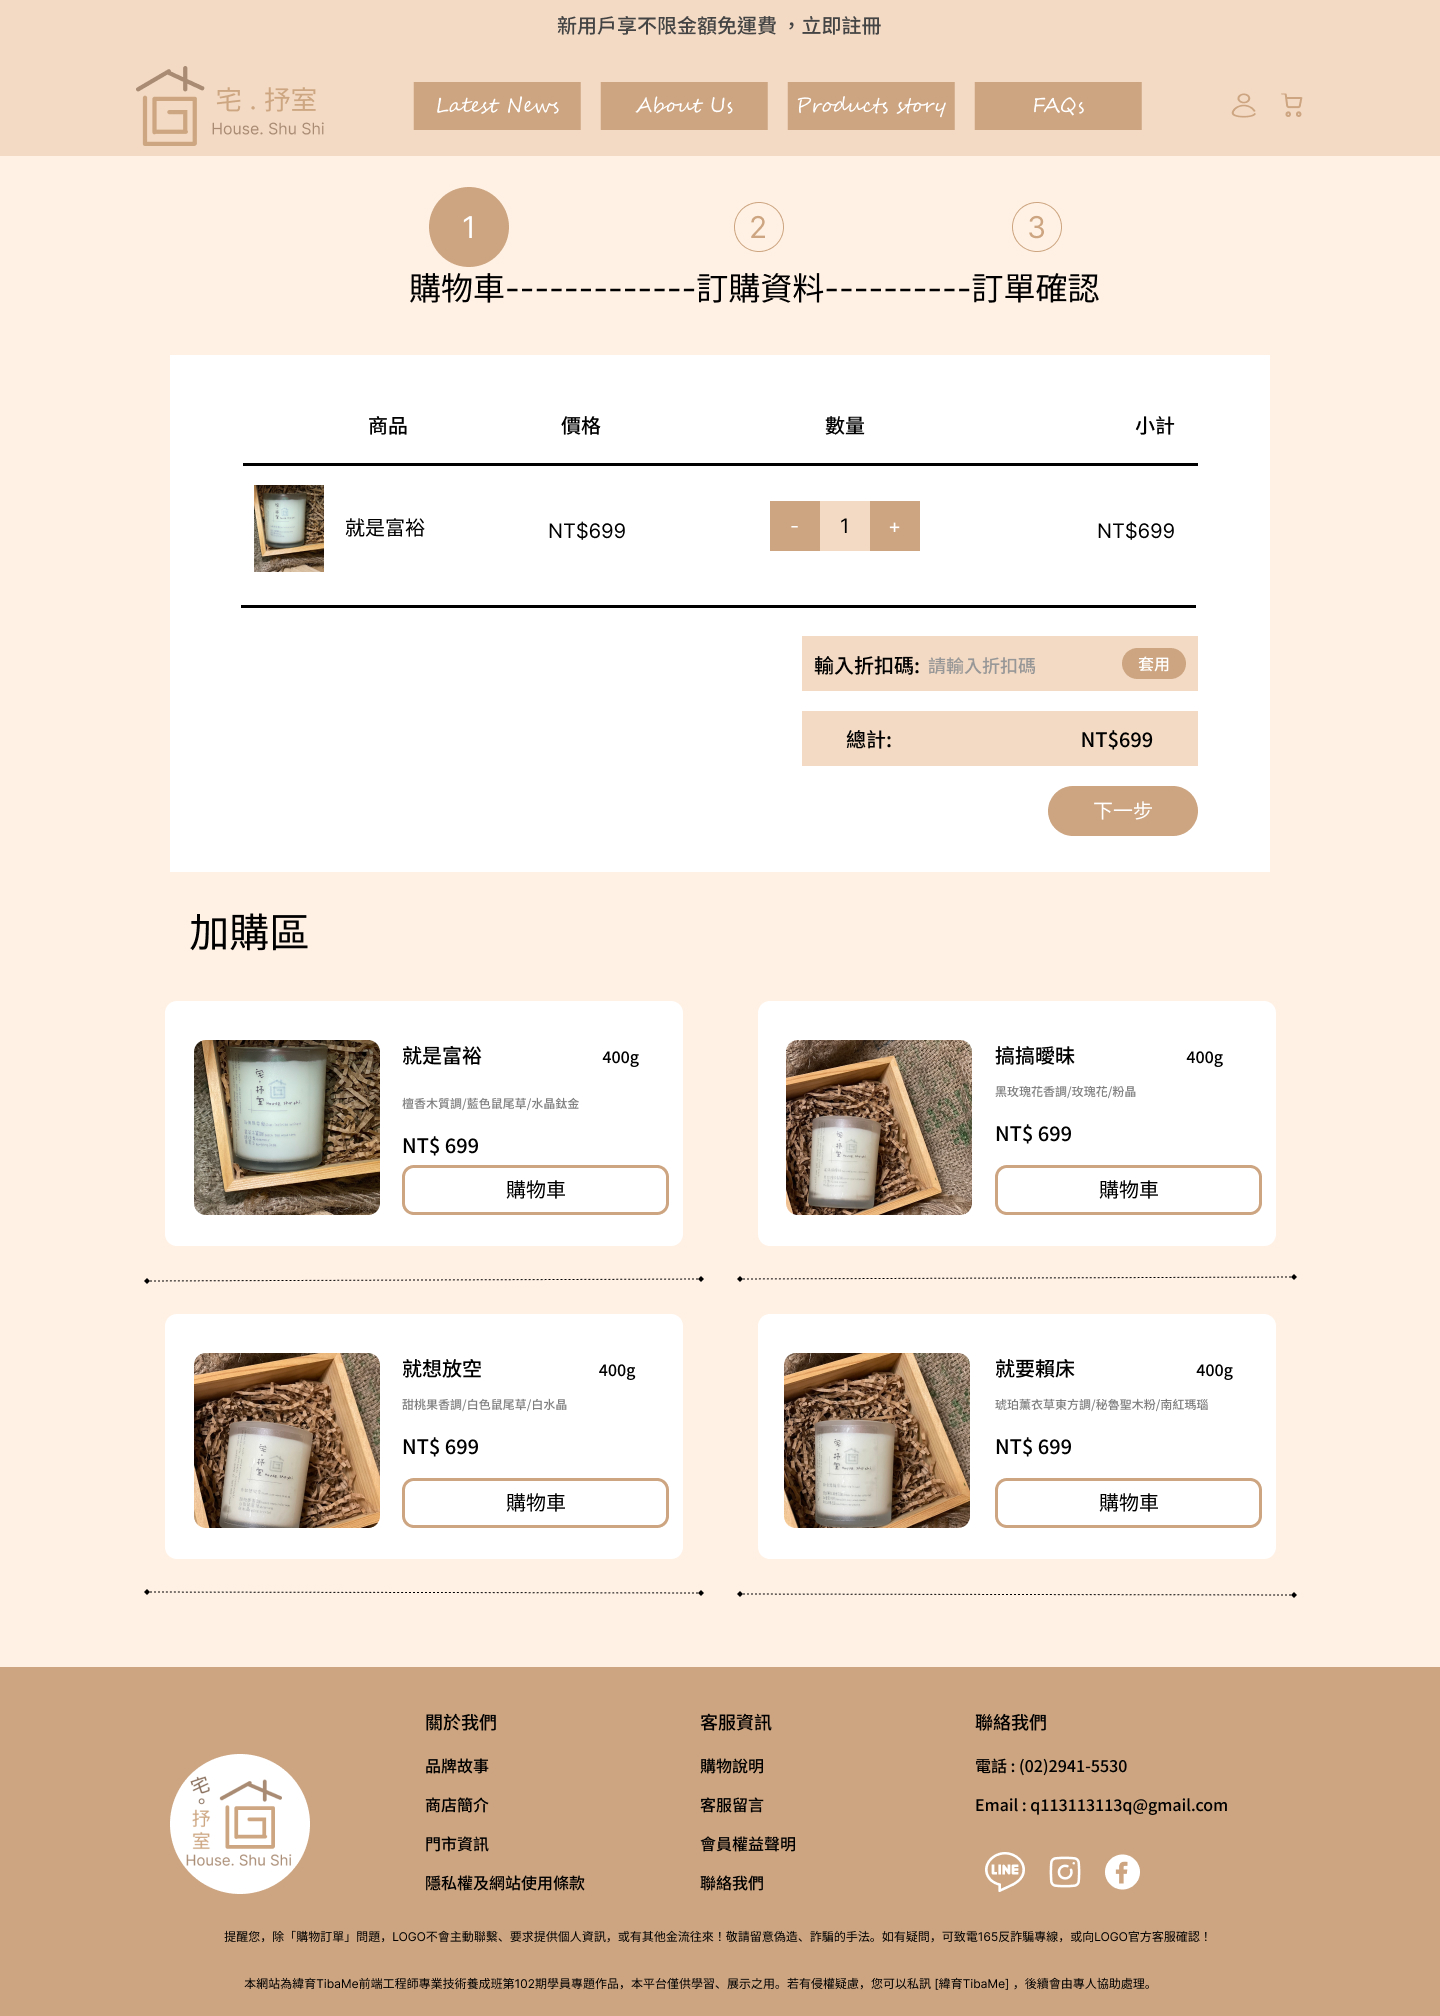 新用戶享不限金額免運費 ，立即註冊
宅 . 抒室
House. Shu Shi
Latest News
About Us
Products story
FAQs
1
2
3
購物車-------------訂購資料----------訂單確認
商品 價格 數量 小計
就是富裕 NT$699 - 1 + NT$699
輸入折扣碼: 請輸入折扣碼 套用
總計: NT$699
下一步
加購區
就是富裕 400g
檀香木質調/藍色鼠尾草/水晶鈦金
NT$ 699
購物車
搞搞曖昧 400g
黑玫瑰花香調/玫瑰花/粉晶
NT$ 699
購物車
就想放空 400g
甜桃果香調/白色鼠尾草/白水晶
NT$ 699
購物車
就要賴床 400g
琥珀薰衣草東方調/秘魯聖木粉/南紅瑪瑙
NT$ 699
購物車
宅。抒室
House. Shu Shi
關於我們
品牌故事
商店簡介
門市資訊
隱私權及網站使用條款
客服資訊
購物說明
客服留言
會員權益聲明
聯絡我們
聯絡我們
電話 : (02)2941-5530
Email : q113113113q@gmail.com
LINE
提醒您，除「購物訂單」問題，LOGO不會主動聯繫、要求提供個人資訊，或有其他金流往來！敬請留意偽造、詐騙的手法。如有疑問，可致電165反詐騙專線，或向LOGO官方客服確認！
本網站為緯育TibaMe前端工程師專業技術養成班第102期學員專題作品，本平台僅供學習、展示之用。若有侵權疑慮，您可以私訊 [緯育TibaMe] ，後續會由專人協助處理。